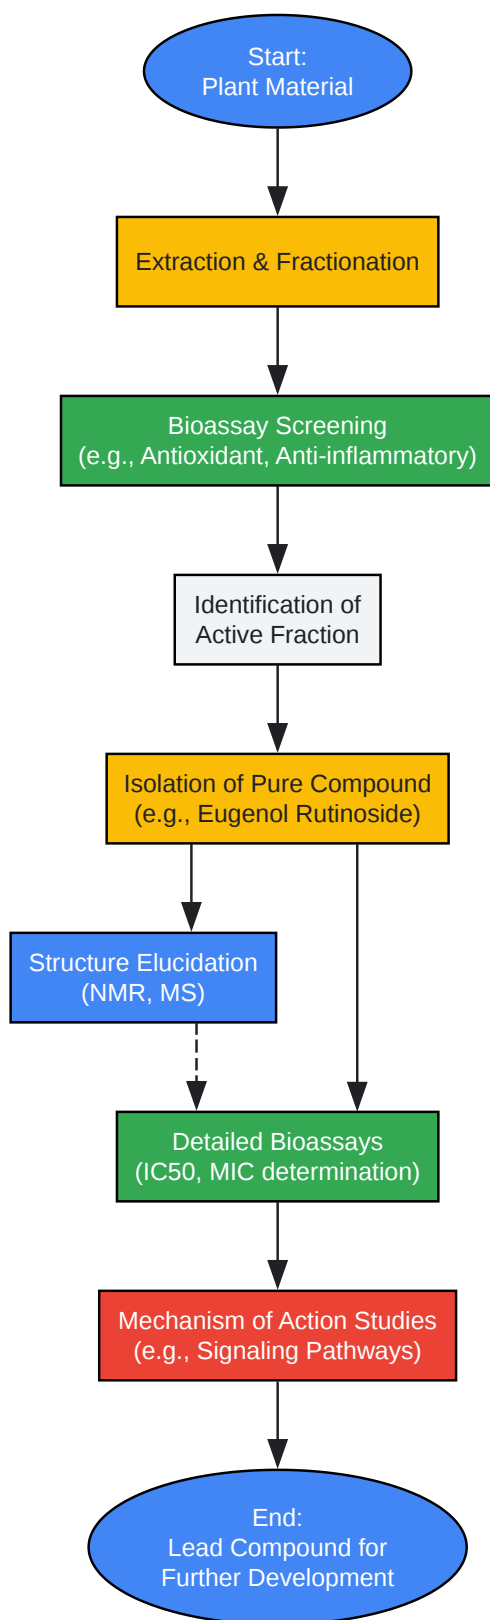 Start:
Plant Material
Extraction & Fractionation
Bioassay Screening
(e.g., Antioxidant, Anti-inflammatory)
Identification of
Active Fraction
Isolation of Pure Compound
(e.g., Eugenol Rutinoside)
Structure Elucidation
(NMR, MS)
Detailed Bioassays
(IC50, MIC determination)
Mechanism of Action Studies
(e.g., Signaling Pathways)
End:
Lead Compound for
Further Development